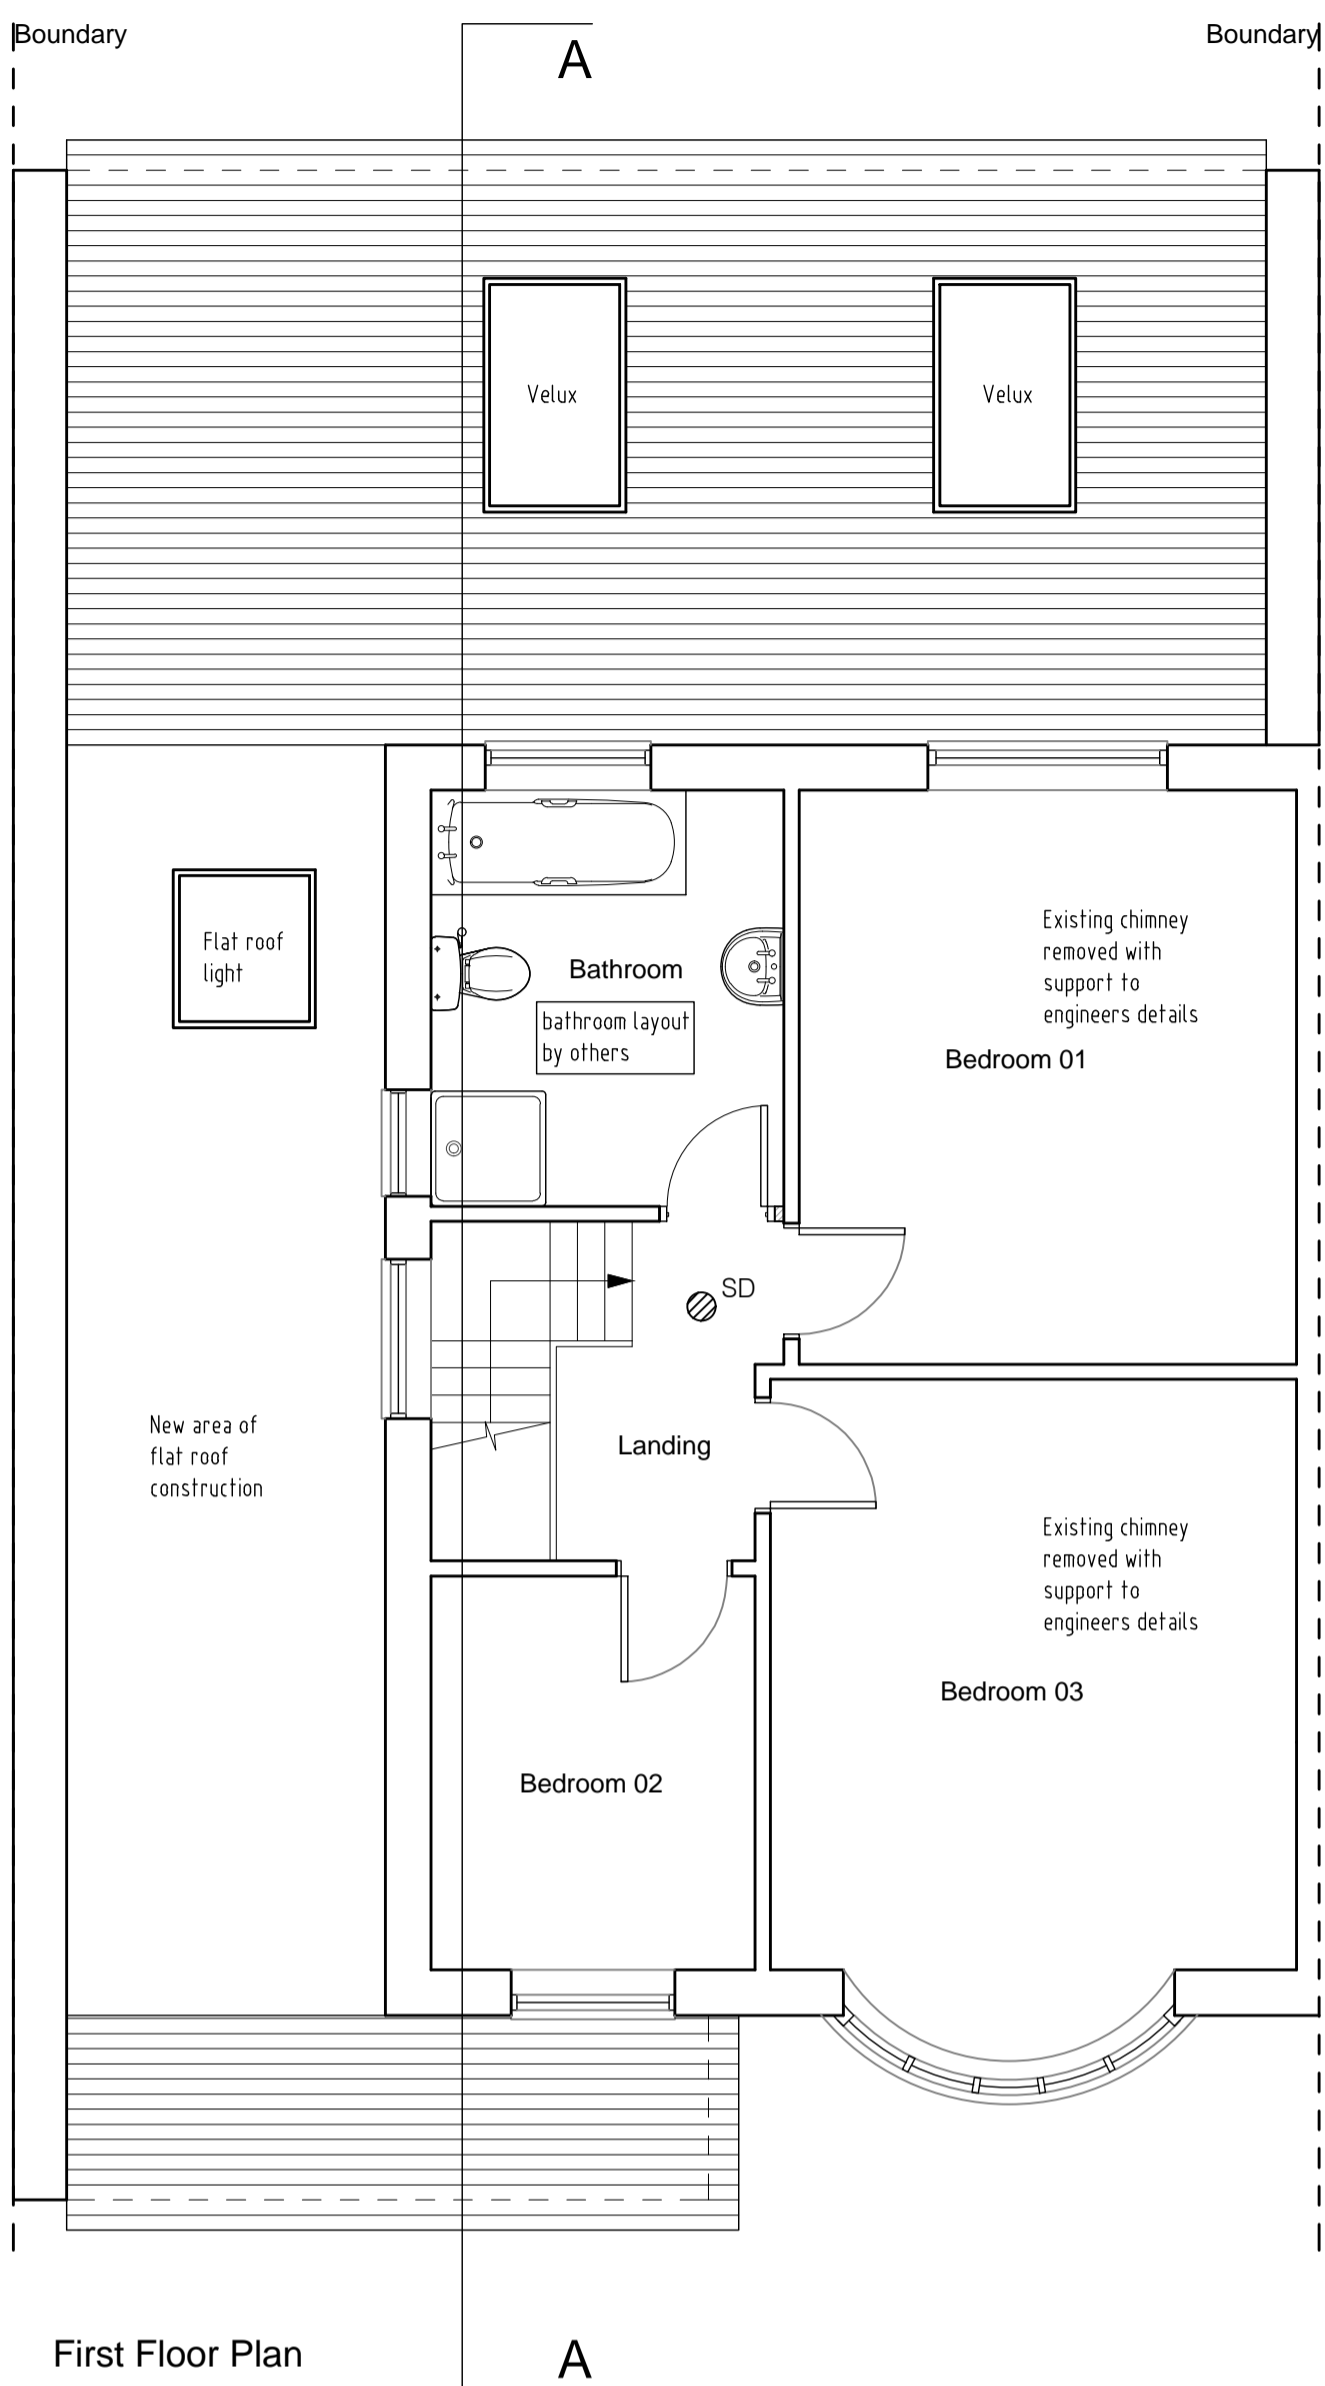 Boundary
Boundary
A
Velux
Velux
Flat roof
light
Bathroom
bathroom layout
by others
Existing chimney
removed with
support to
engineers details
Bedroom 01
SD
New area of
flat roof
construction
Landing
Existing chimney
removed with
support to
engineers details
Bedroom 03
Bedroom 02
First Floor Plan
A